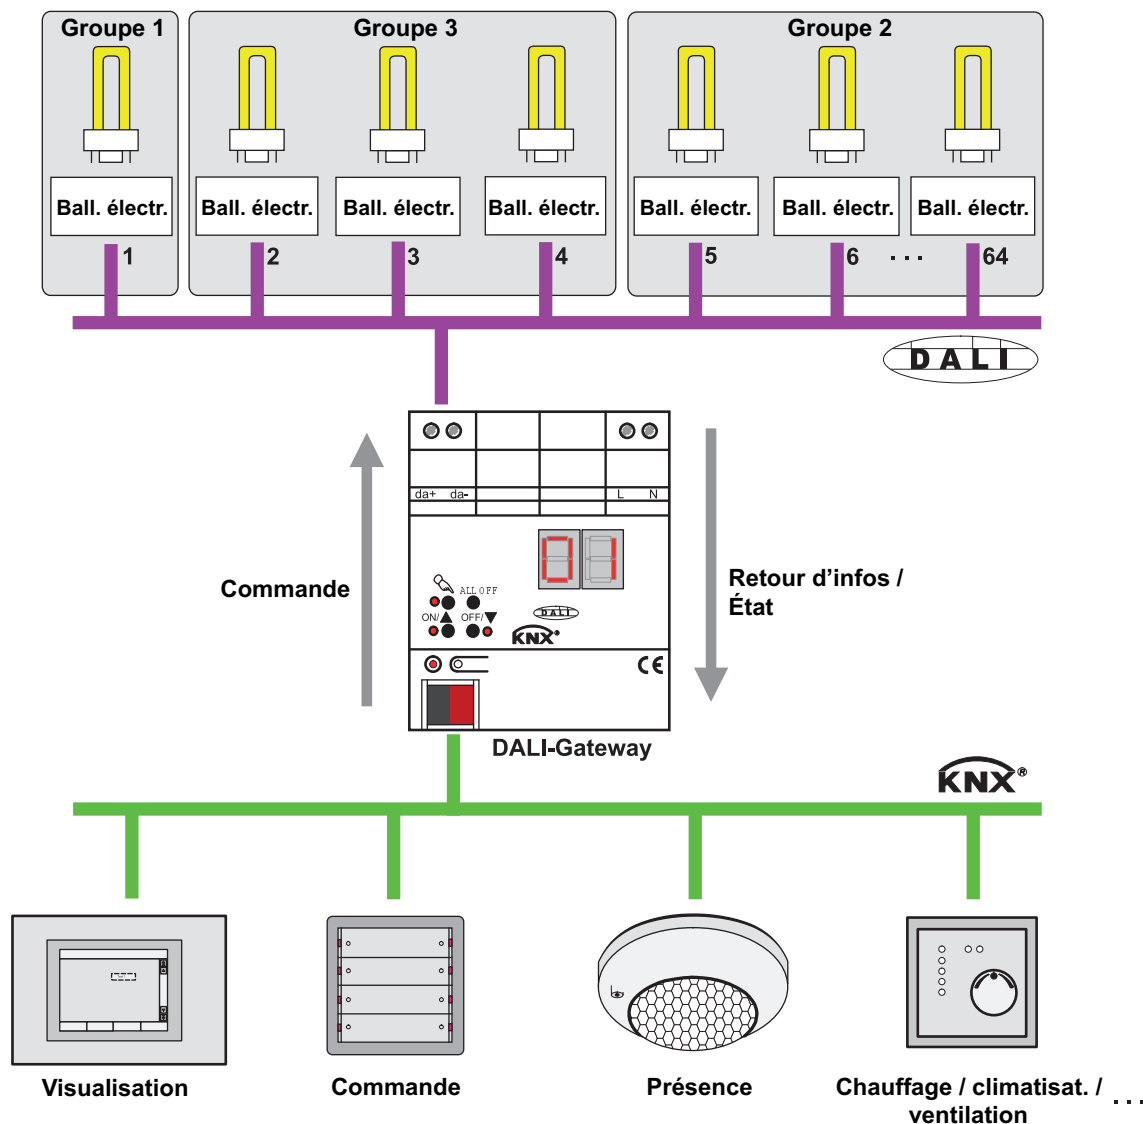 Groupe 1
Groupe 3
Groupe 2
Ball. électr.
Ball. électr.
Ball. électr.
Ball. électr.
Ball. électr.
Ball. électr.
Ball. électr.
1
2
3
4
5
6
...
64
DALI
da+
da-
L
N
01
Commande
Retour d’infos /
État
ALL OFF
ON/
OFF/
DALI
KNX®
CE
DALI-Gateway
KNX®
Visualisation
Commande
Présence
Chauffage / climatisat. /
ventilation
...